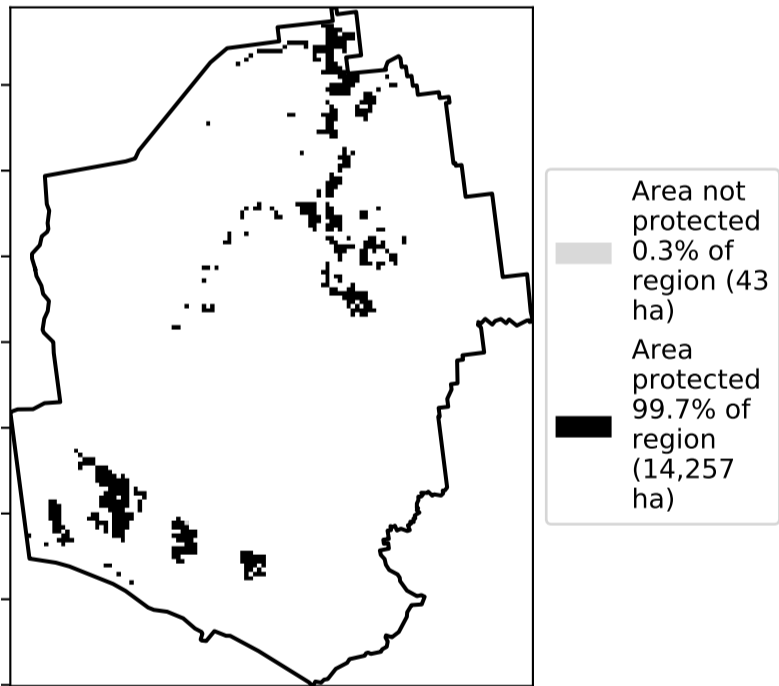 Area not
protected
0.3% of
region (43
ha)
Area
protected
99.7% of
region
(14,257
ha)